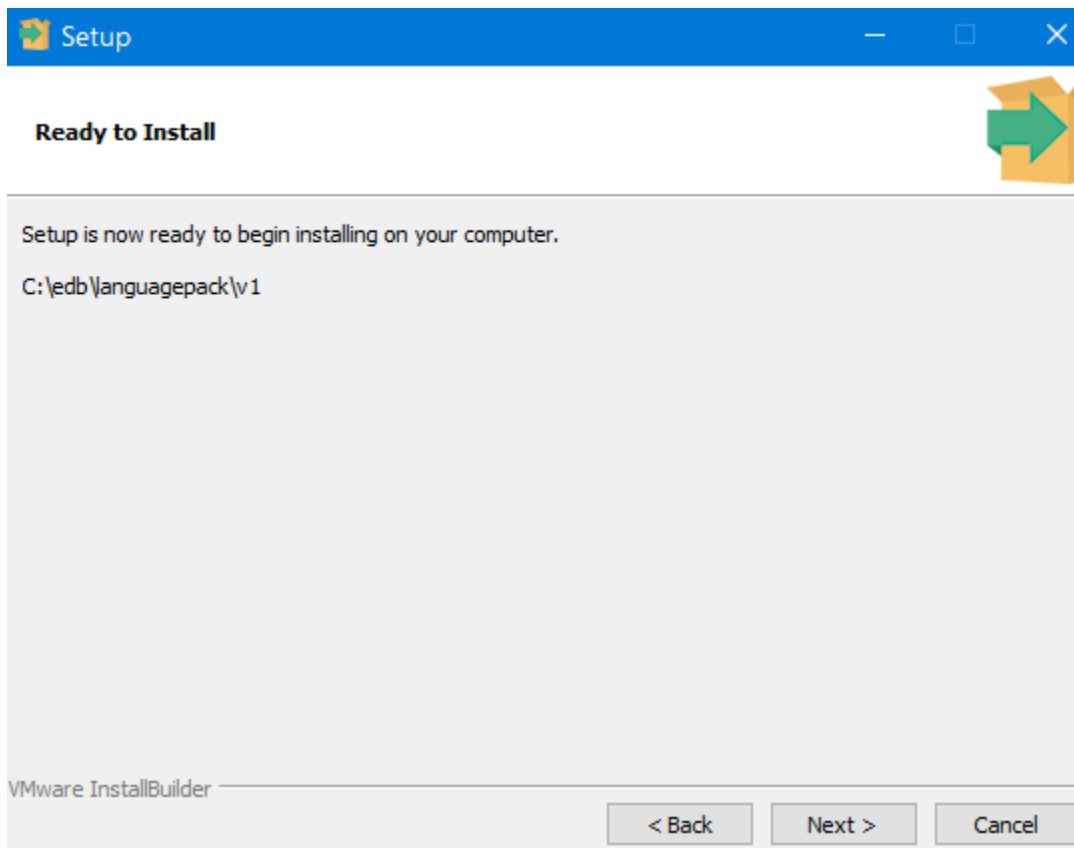 Setup
Ready to Install
Setup is now ready to begin installing on your computer.
C:\edb\languagepack\v1
VMware InstallBuilder
< Back Next > Cancel